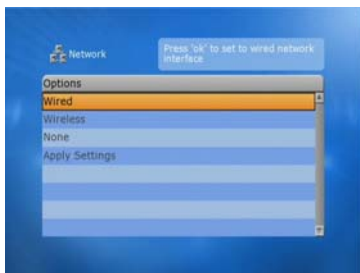 Network
Press 'ok' to set to wired network
interface
Options
Wired
Wireless
None
Apply Settings